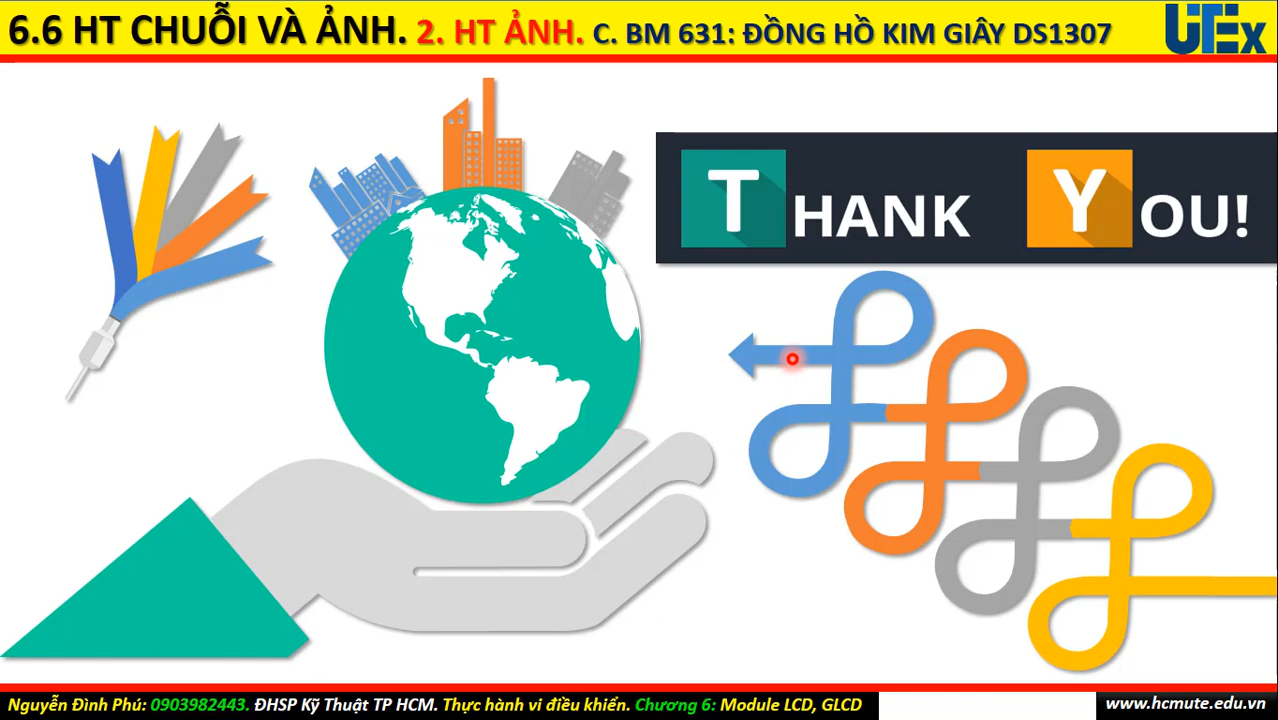 6.6 HT CHUỖI VÀ ẢNH. 2. HT ẢNH. C. BM 631: ĐỒNG HỒ KIM GIÂY DS1307
UTEx
THANK YOU!
Nguyễn Đình Phú: 0903982443. ĐHSP Kỹ Thuật TP HCM. Thực hành vi điều khiển. Chương 6: Module LCD, GLCD
www.hcmute.edu.vn